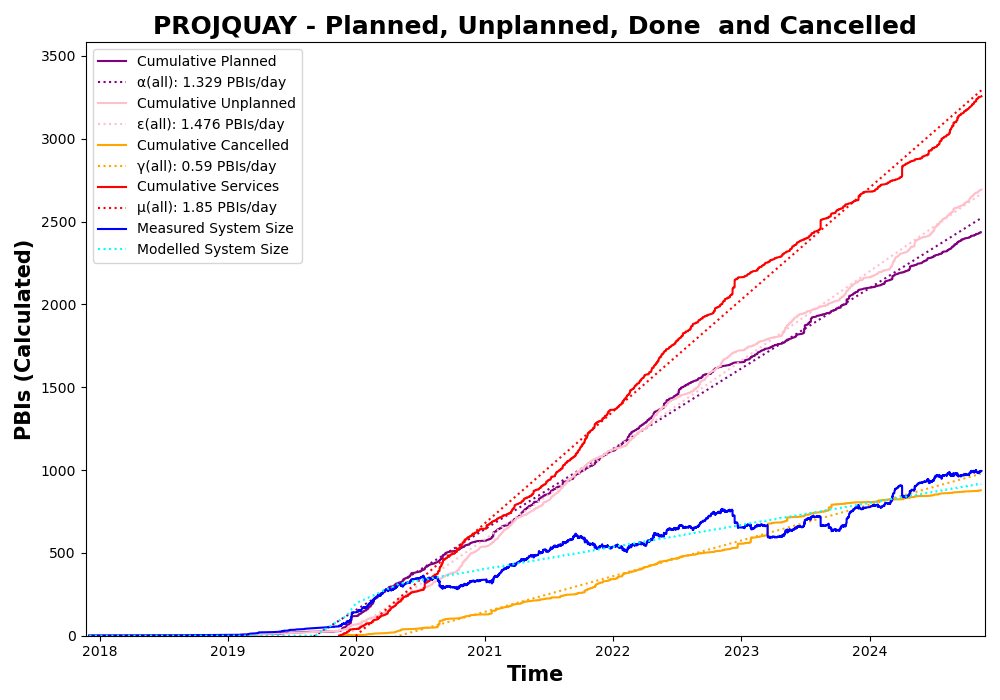 PROJQUAY - Planned, Unplanned, Done  and Cancelled
3500
3000
2500
2000
1500
1000
500
0
PBIs (Calculated)
Cumulative Planned
α(all): 1.329 PBIs/day
Cumulative Unplanned
ε(all): 1.476 PBIs/day
Cumulative Cancelled
γ(all): 0.59 PBIs/day
Cumulative Services
μ(all): 1.85 PBIs/day
Measured System Size
Modelled System Size
2018 2019 2020 2021 2022 2023 2024
Time